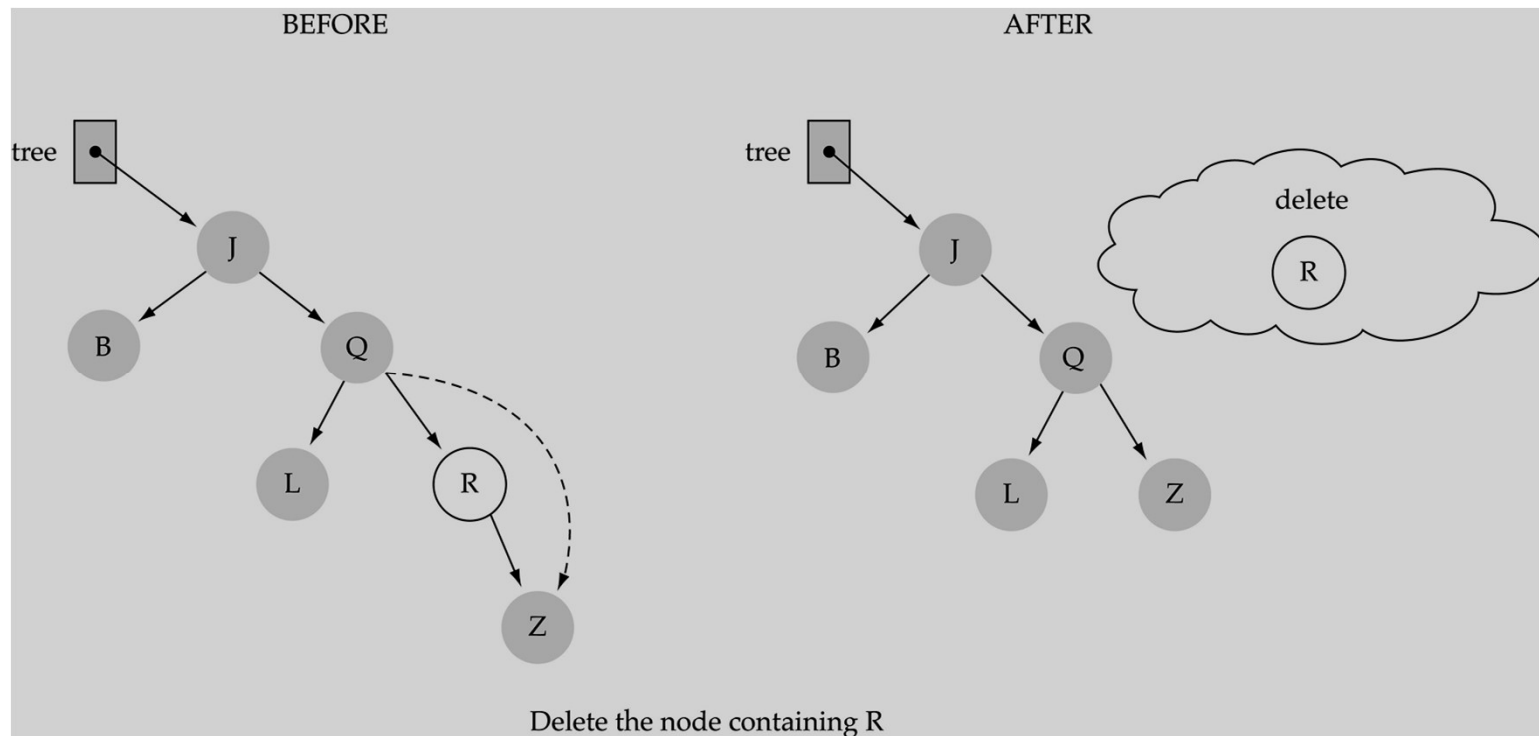 BEFORE
AFTER
tree
J
B
Q
L
R
Z
tree
J
B
Q
L
Z
delete
R
Delete the node containing R